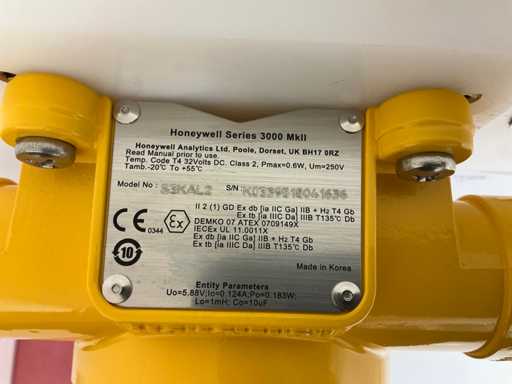 Honeywell Series 3000 MkII
Honeywell Analytics Ltd. Poole, Dorset, UK BH17 0RZ
Read Manual prior to use.
Temp. Code T4 32Volts DC. Class 2, Pmax=0.6W, Um=250V
Tamb.-20°C To +55°C
Model No : S3KAL2 S/N : K0339518041636
II 2 (1) GD Ex db [ia IIC Ga] IIB + H₂ T4 Gb
Ex tb [ia IIIC Da] IIIB T135°C Db
DEMKO 07 ATEX 0709149X
IECEx UL 11.0011X
Ex db [ia IIC Ga] IIB + H₂ T4 Gb
Ex tb [ia IIIC Da] IIIB T135°C Db
CE 0344 Ex
10
Made in Korea
Entity Parameters
Uo=5.88V;Io=0.124A;Po=0.183W;
Lo=1mH; Co=10uF